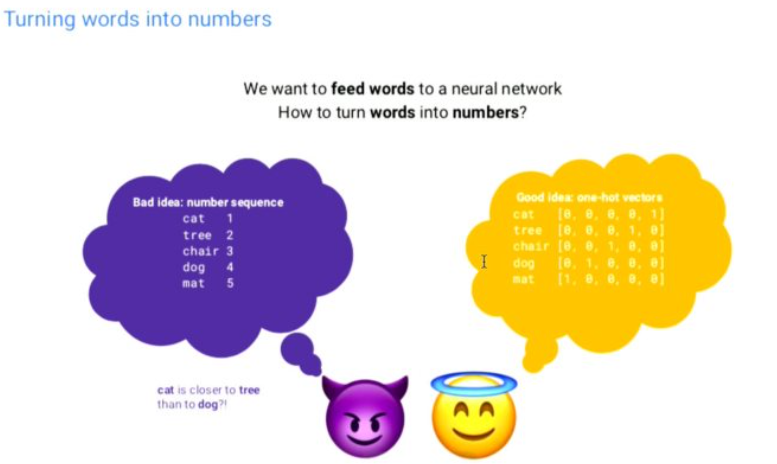 Turning words into numbers
We want to feed words to a neural network
How to turn words into numbers?
Bad idea: number sequence
cat 1
tree 2
chair 3
dog 4
mat 5
cat is closer to tree
than to dog?!
Good idea: one-hot vectors
cat [0, 0, 0, 0, 1]
tree [0, 0, 0, 1, 0]
chair [0, 0, 1, 0, 0]
dog [0, 1, 0, 0, 0]
mat [1, 0, 0, 0, 0]